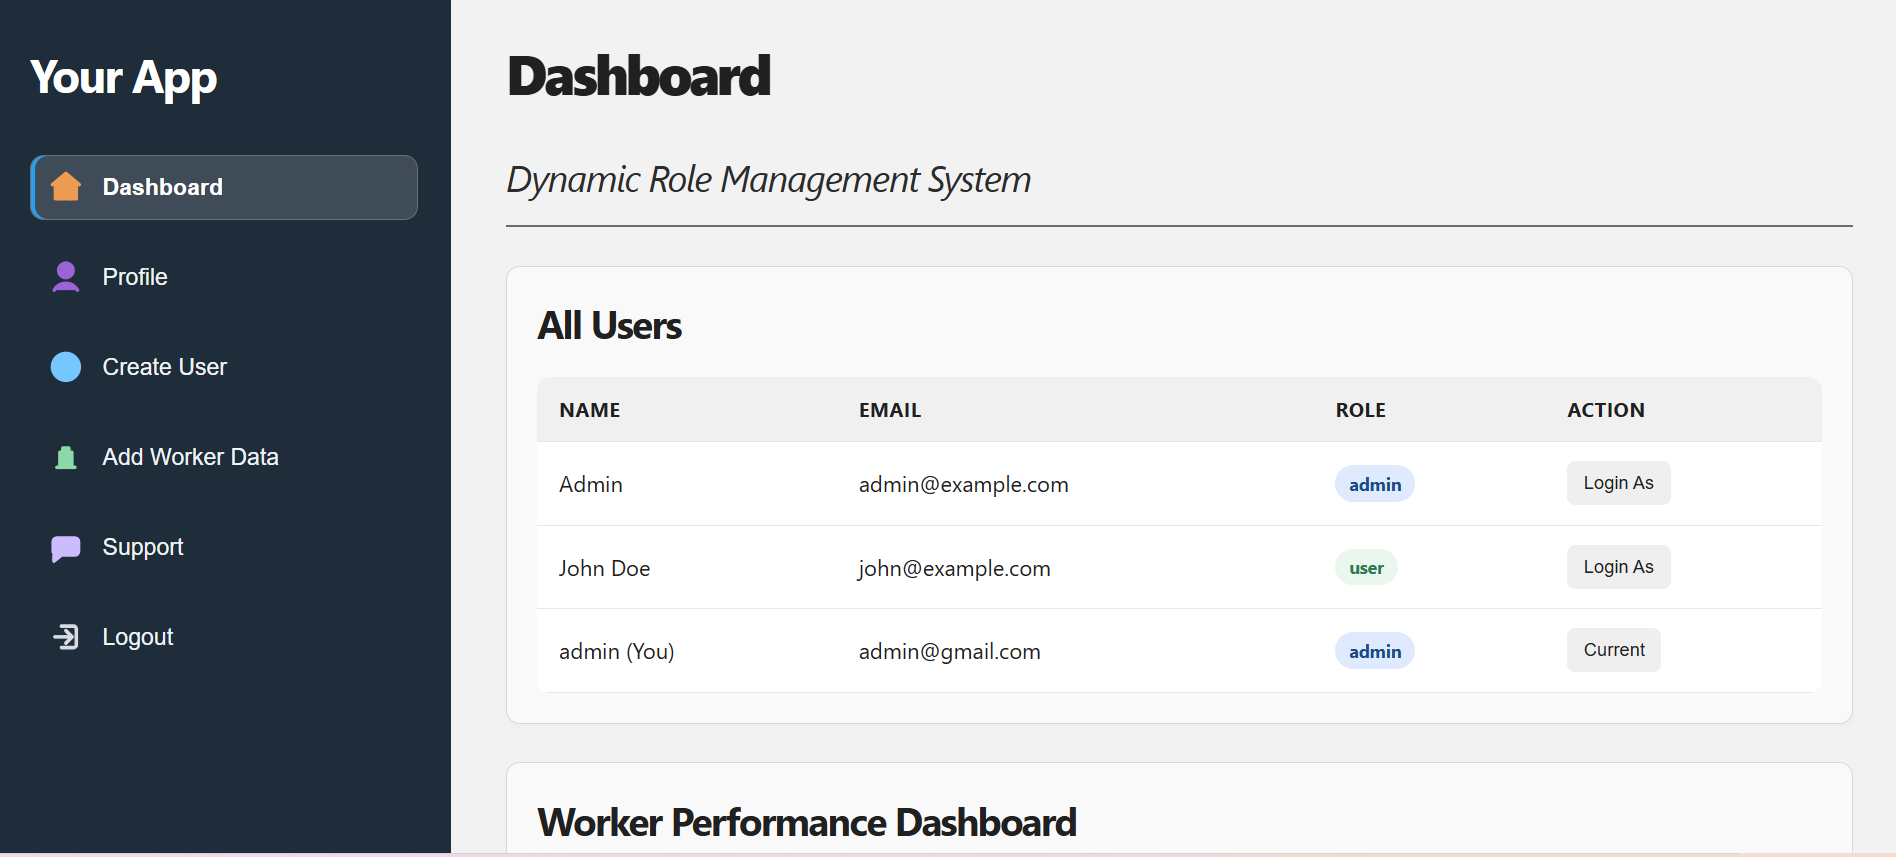 Your App
Dashboard
Profile
Create User
Add Worker Data
Support
Logout
Dashboard
Dynamic Role Management System
All Users
NAME EMAIL ROLE ACTION
Admin admin@example.com admin Login As
John Doe john@example.com user Login As
admin (You) admin@gmail.com admin Current
Worker Performance Dashboard